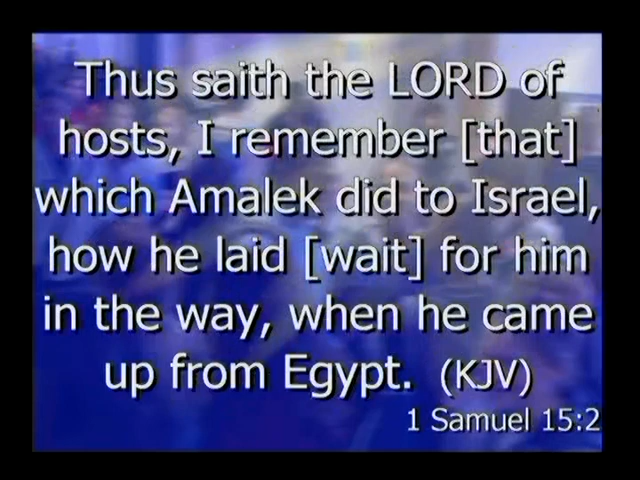 Thus saith the LORD of
hosts, I remember [that]
which Amalek did to Israel,
how he laid [wait] for him
in the way, when he came
up from Egypt. (KJV)
1 Samuel 15:2